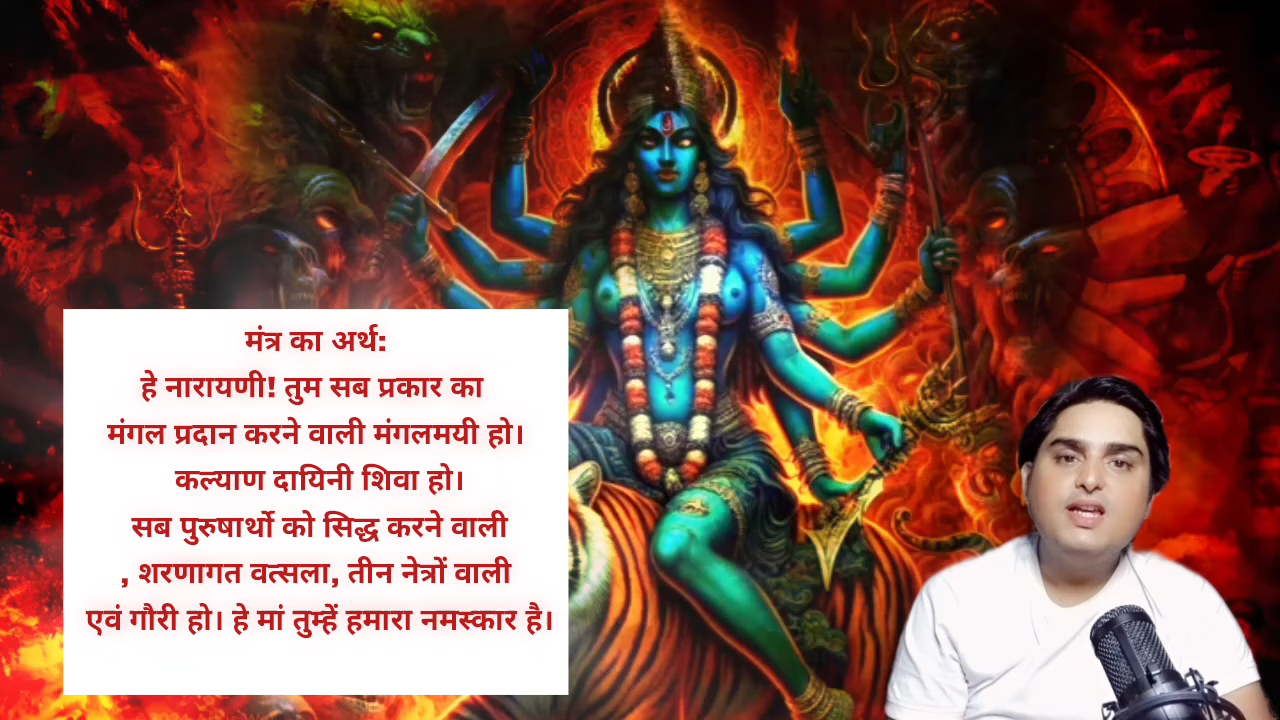 मंत्र का अर्थ:
हे नारायणी! तुम सब प्रकार का
मंगल प्रदान करने वाली मंगलमयी हो।
कल्याण दायिनी शिवा हो।
सब पुरुषार्थो को सिद्ध करने वाली
, शरणागत वत्सला, तीन नेत्रों वाली
एवं गौरी हो। हे मां तुम्हें हमारा नमस्कार है।